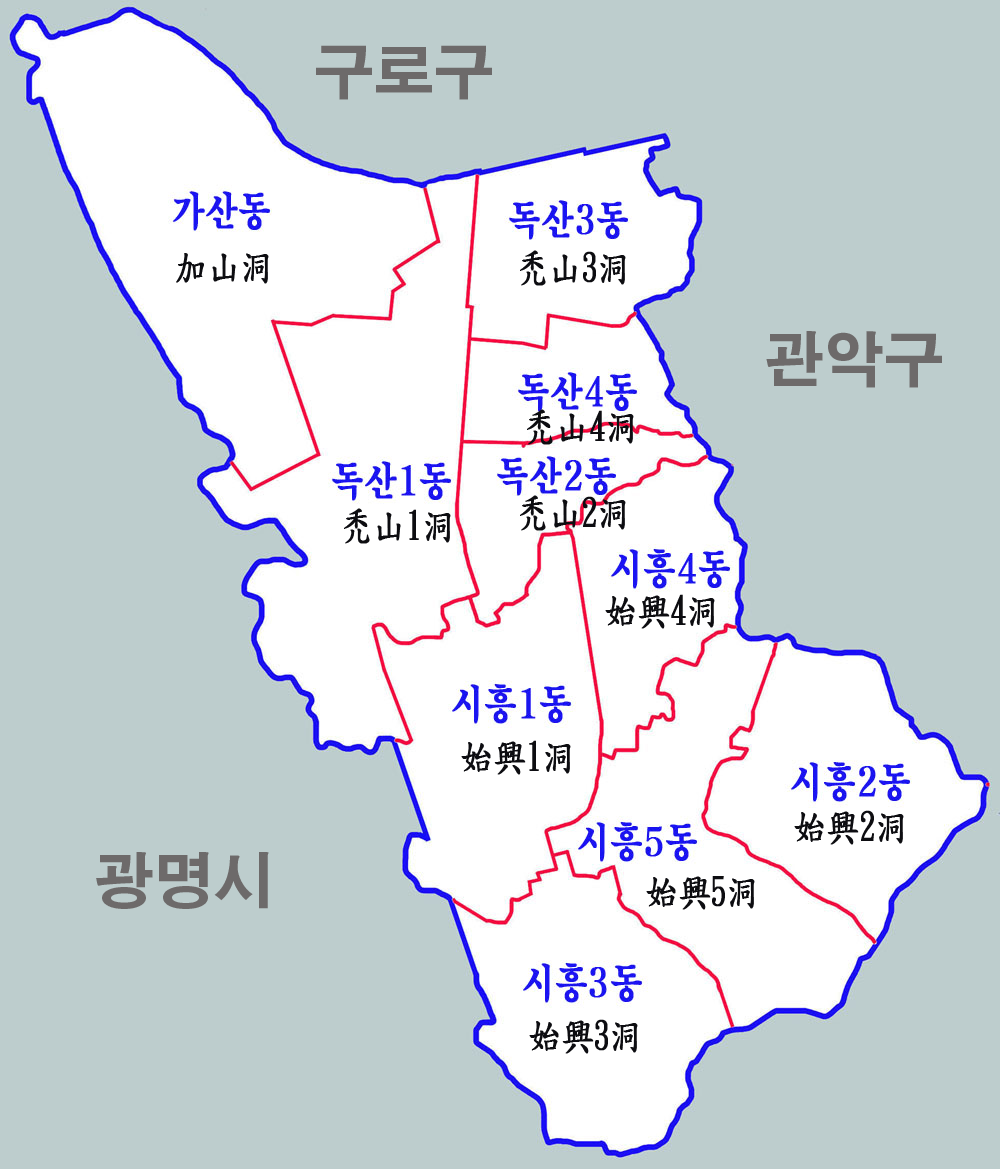 구로구
가산동
加山洞
독산3동
禿山3洞
관악구
독산4동
禿山4洞
독산1동
禿山1洞
독산2동
禿山2洞
시흥4동
始興4洞
시흥1동
始興1洞
시흥2동
始興2洞
시흥5동
始興5洞
광명시
시흥3동
始興3洞